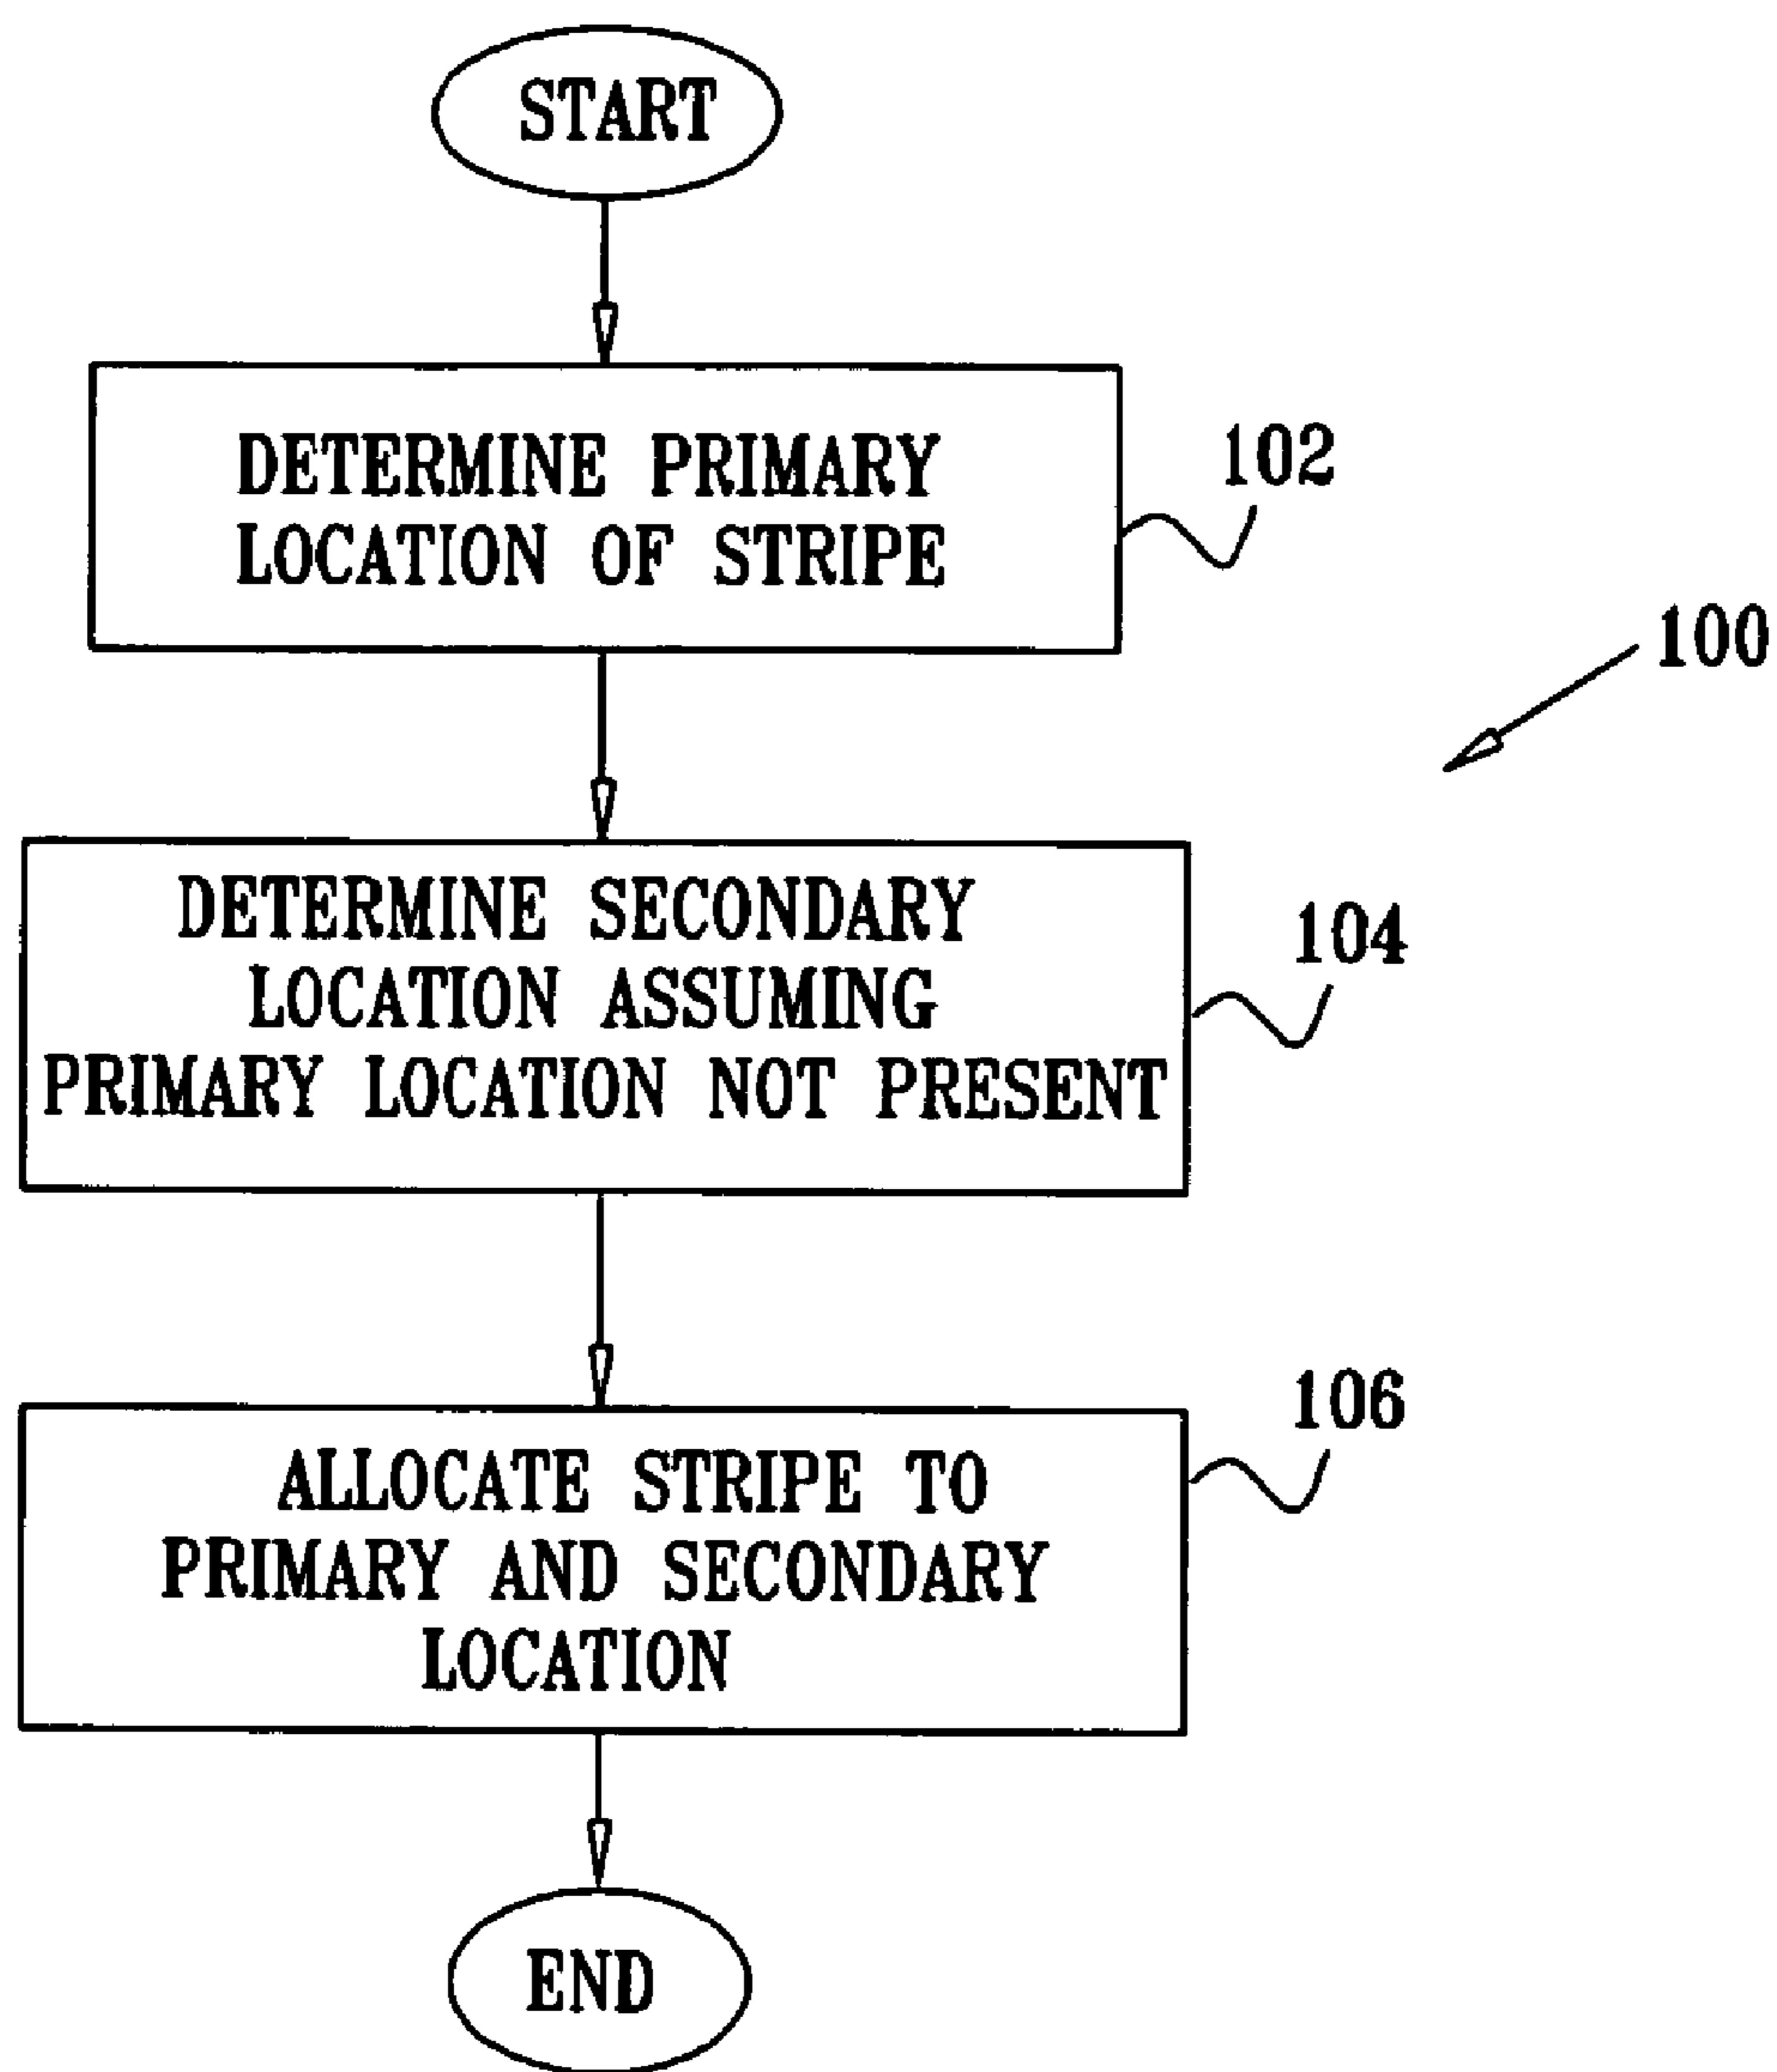 START
DETERMINE PRIMARY
LOCATION OF STRIPE
102
100
DETERMINE SECONDARY
LOCATION ASSUMING
PRIMARY LOCATION NOT PRESENT
104
ALLOCATE STRIPE TO
PRIMARY AND SECONDARY
LOCATION
106
END